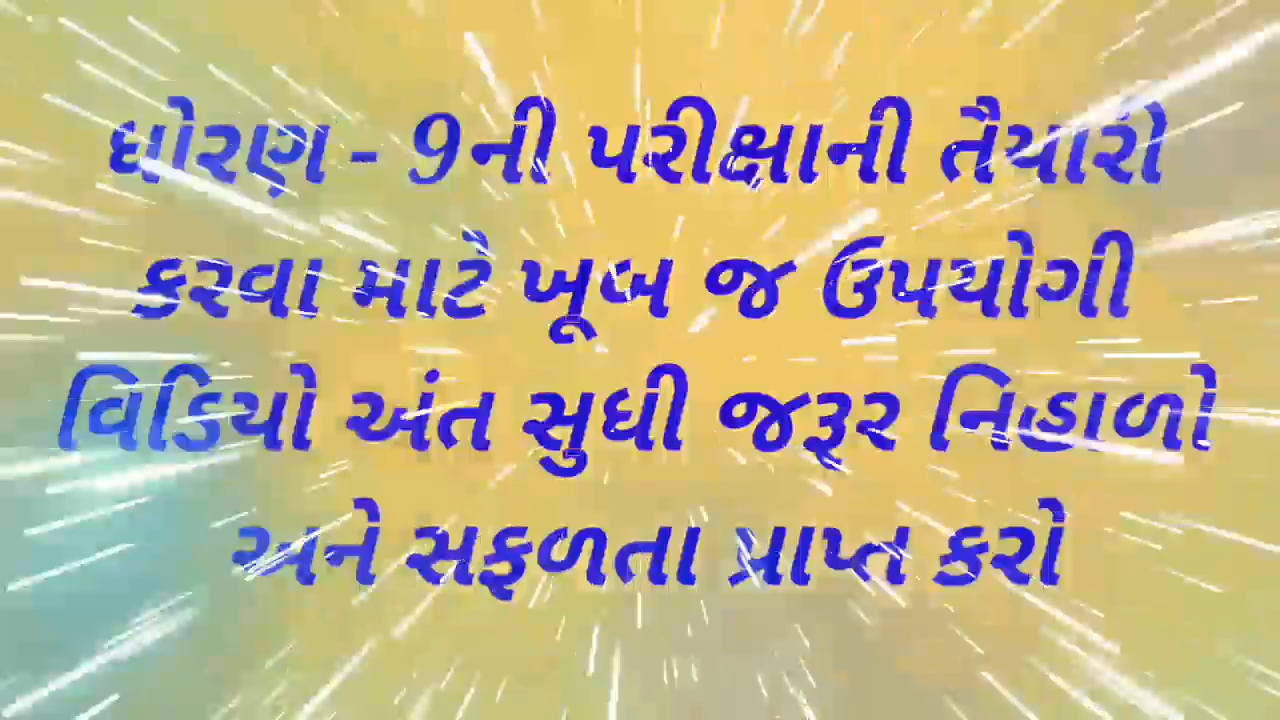 ધોરણ - 9ની પરીક્ષાની તૈયારી
કરવા માટે ખૂબ જ ઉપયોગી
વિડિયો અંત સુધી જરૂર નિહાળો
અને સફળતા પ્રાપ્ત કરો